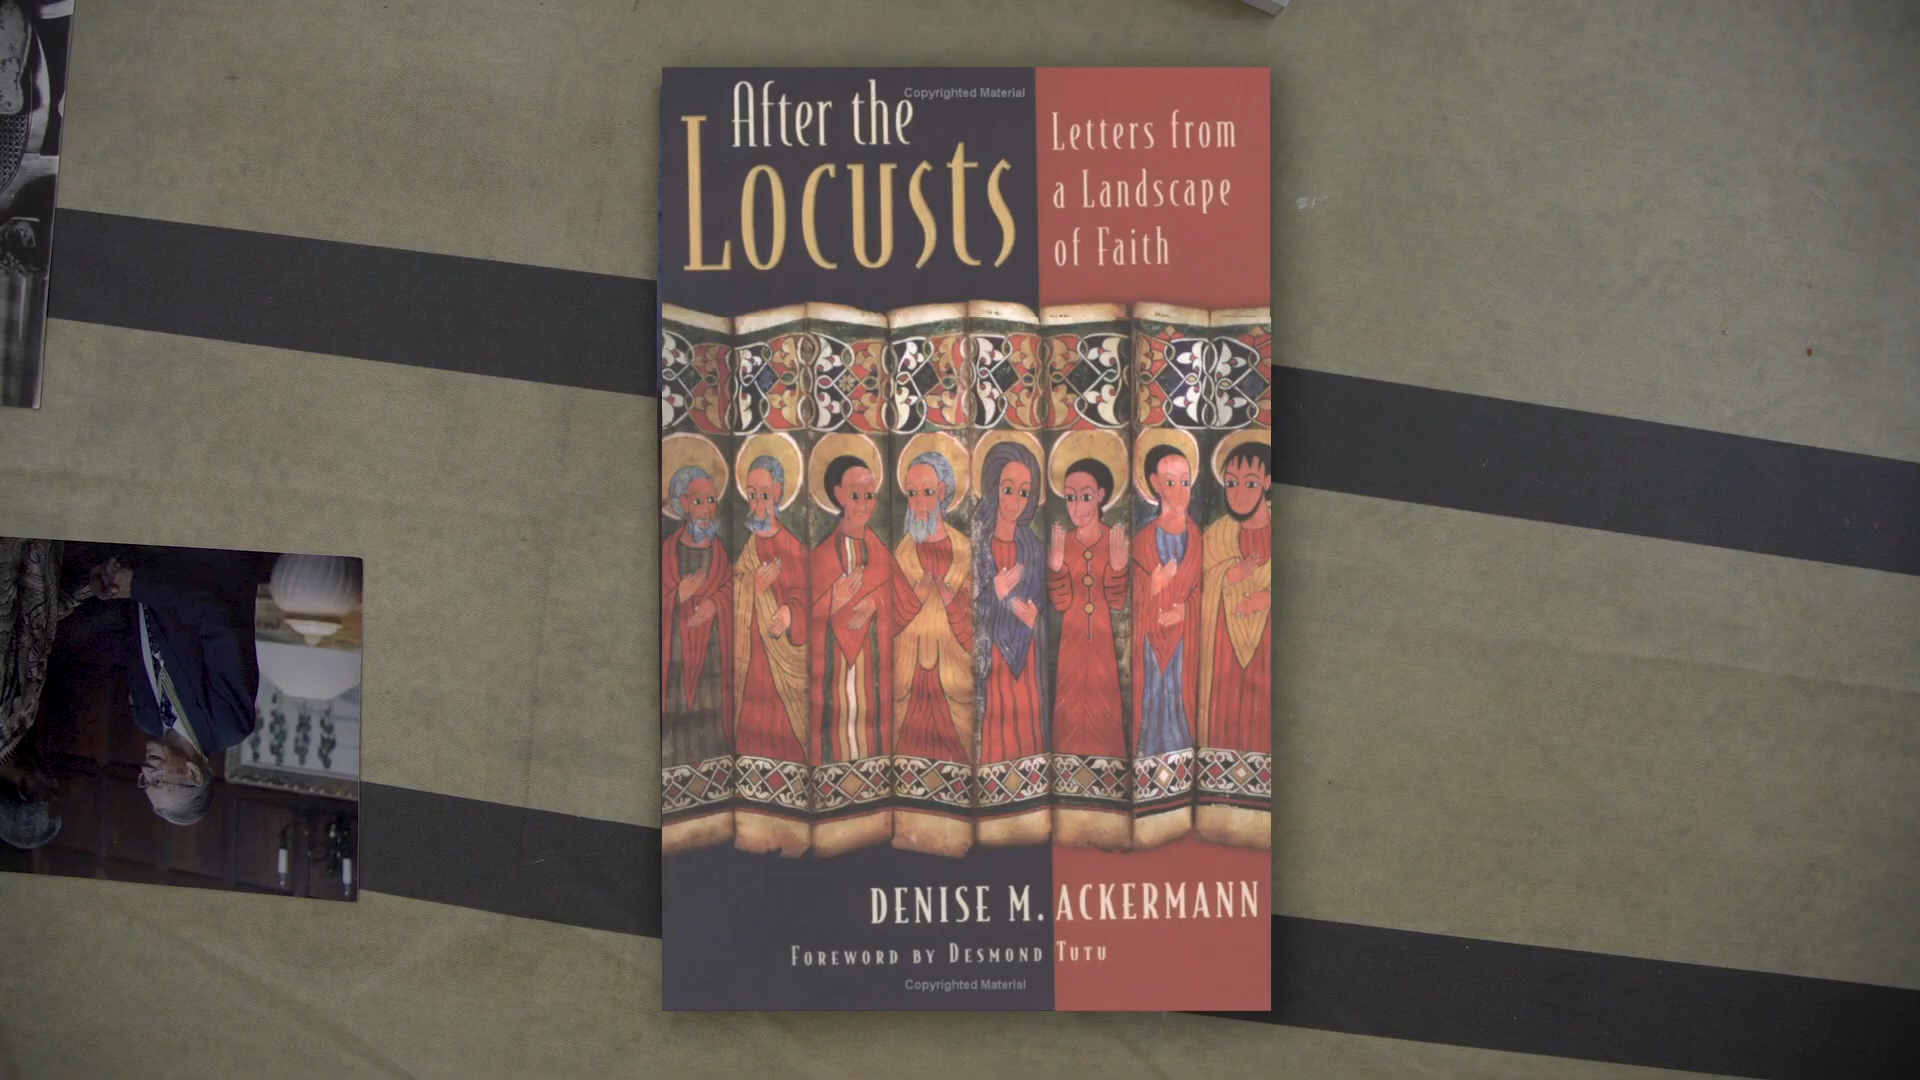 Copyrighted Material
After the
Locusts
Letters from
a Landscape
of Faith
DENISE M. ACKERMANN
FOREWORD BY DESMOND TUTU
Copyrighted Material